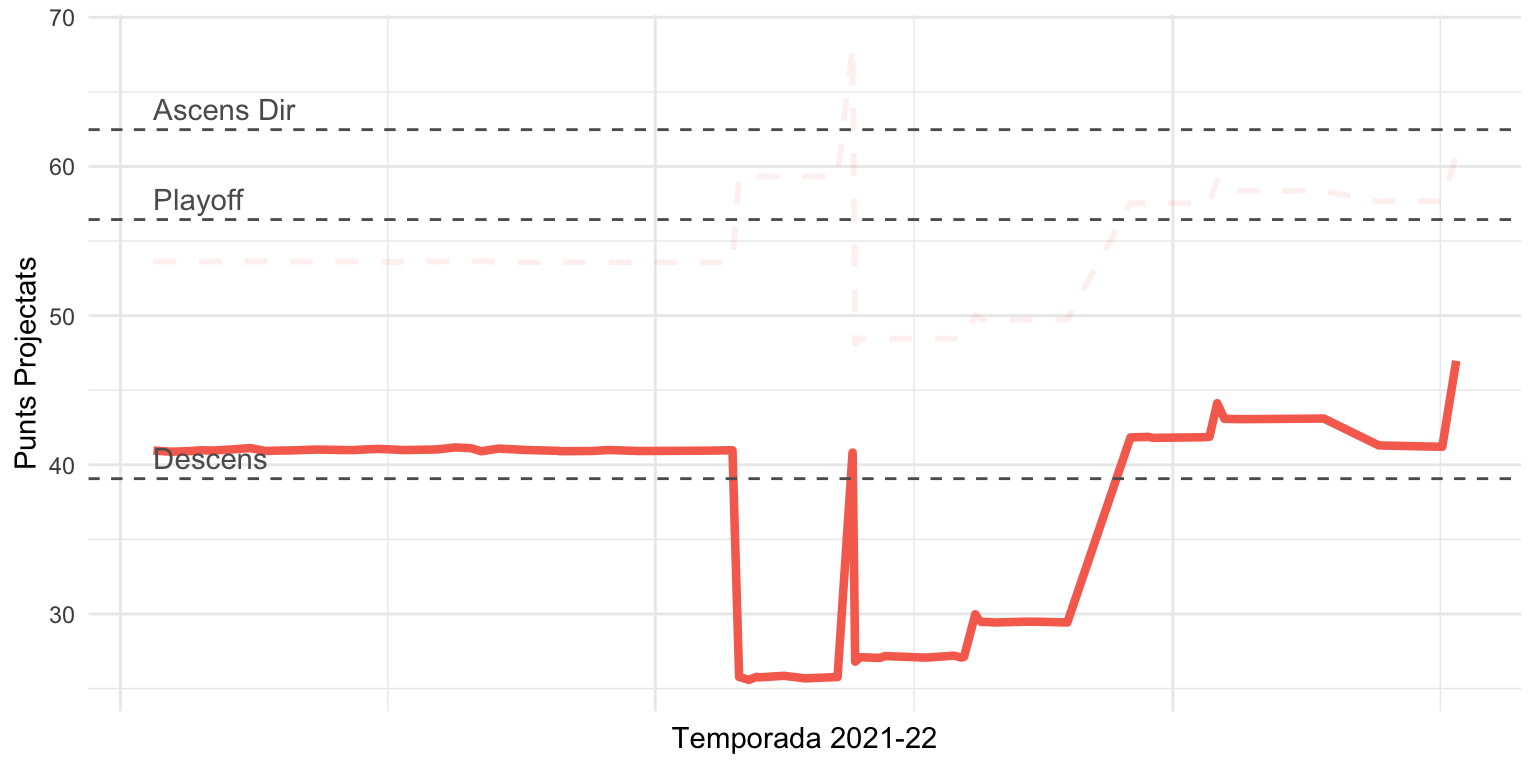 70
60
50
40
30
Punts Projectats
Ascens Dir
Playoff
Descens
Temporada 2021-22